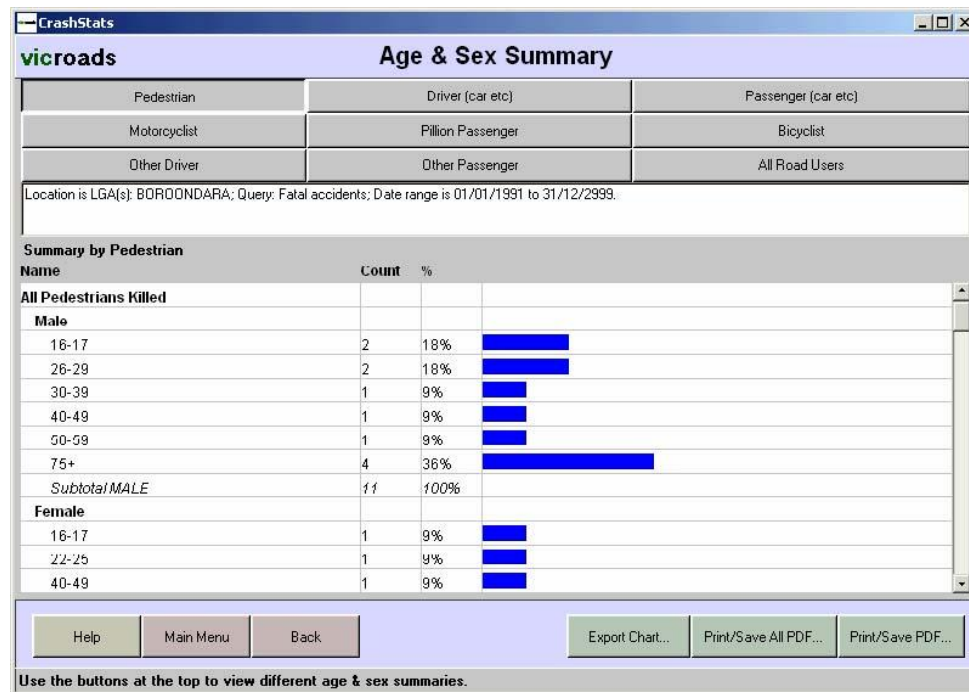 CrashStats
vicroads Age & Sex Summary
Pedestrian Driver (car etc) Passenger (car etc)
Motorcyclist Pillion Passenger Bicyclist
Other Driver Other Passenger All Road Users
Location is LGA(s): BOROONDARA; Query: Fatal accidents; Date range is 01/01/1991 to 31/12/2999.
Summary by Pedestrian
Name Count %
All Pedestrians Killed
Male
16-17 2 18%
26-29 2 18%
30-39 1 9%
40-49 1 9%
50-59 1 9%
75+ 4 36%
Subtotal MALE 11 100%
Female
16-17 1 9%
22-25 1 9%
40-49 1 9%
Help Main Menu Back Export Chart... Print/Save All PDF... Print/Save PDF...
Use the buttons at the top to view different age & sex summaries.